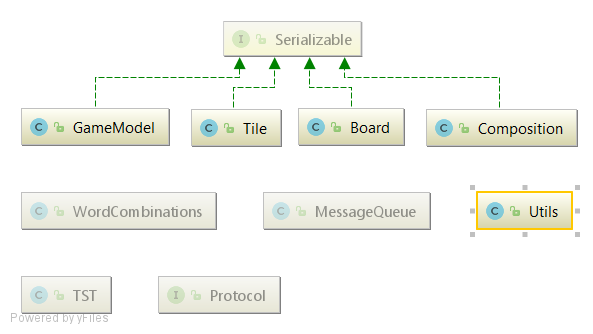 I Serializable
C GameModel
C Tile
C Board
C Composition
C WordCombinations
C MessageQueue
C Utils
C TST
I Protocol
Powered by yFiles